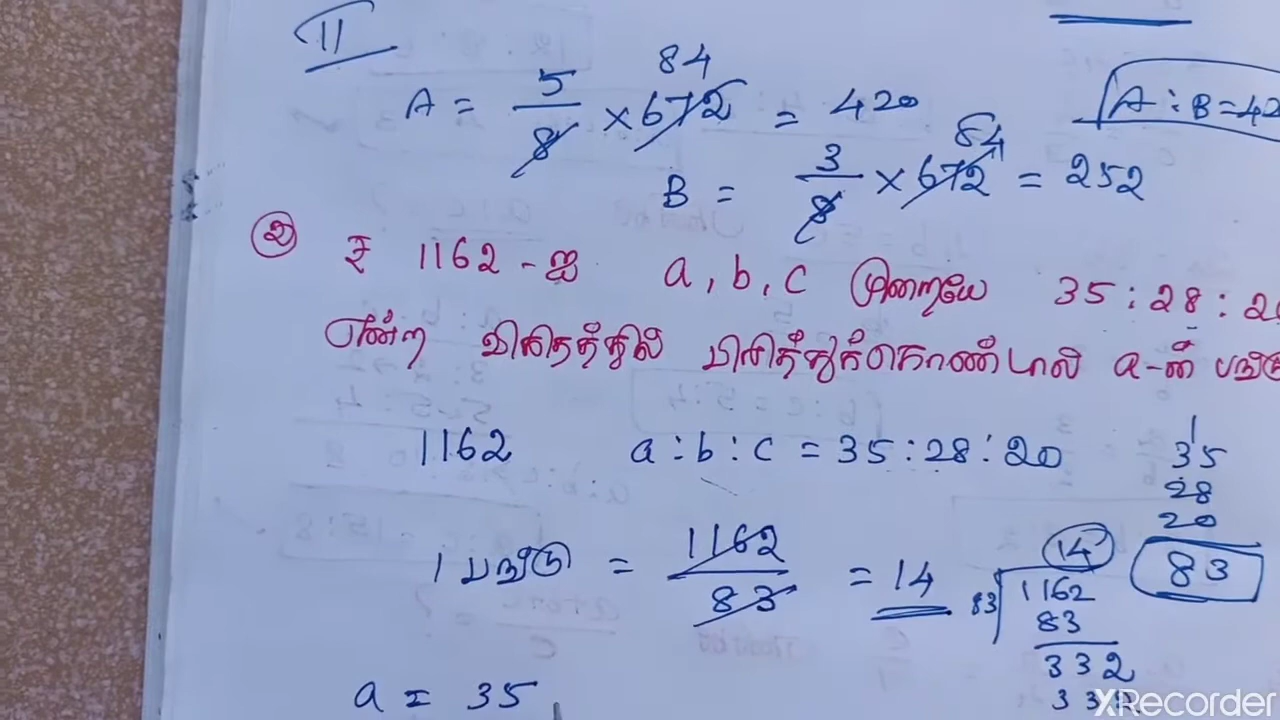 11
A = 5/8 × 672 = 420
84
A : B = 42
B = 3/8 × 672 = 252
84
② ₹ 1162 - ஐ a, b, c முறையே 35 : 28 : 20
என்ற விகிதத்தில் பிரித்துக்கொண்டால் a-ன் பங்கு
1162 a : b : c = 35 : 28 : 20
35
28
20
83
1 பங்கு = 1162/83 = 14
14
83 1162
83
332
332
a = 35
XRecorder